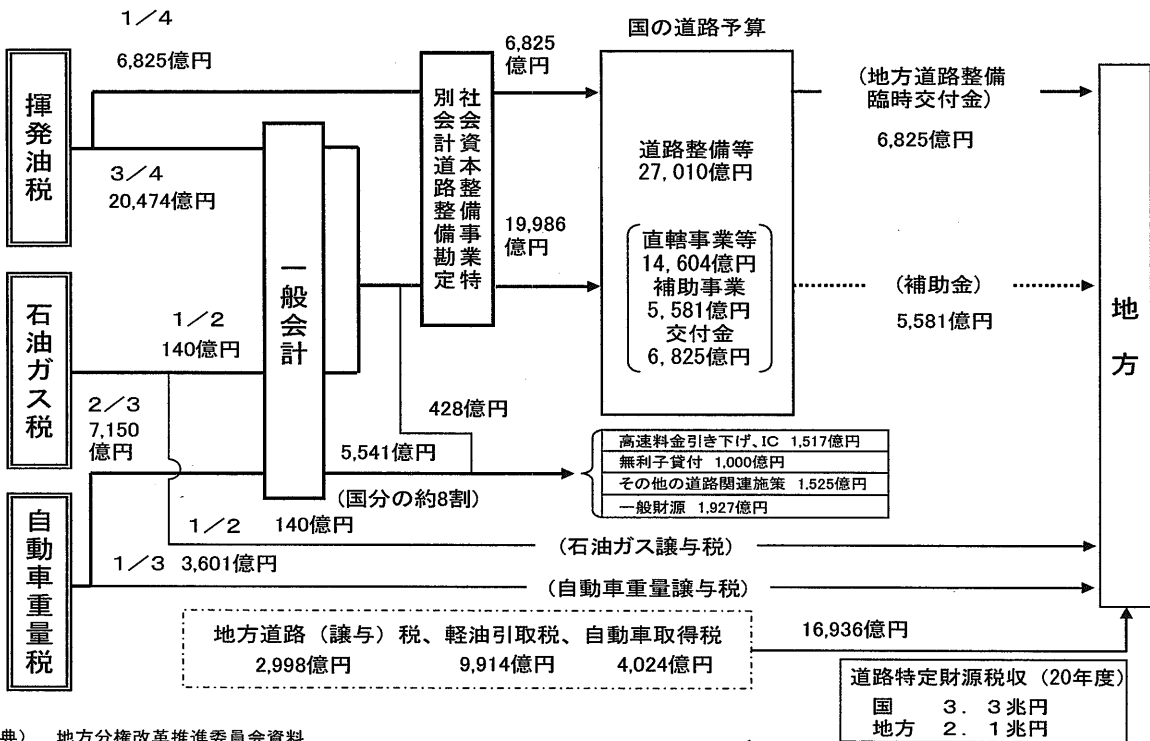 1/4
6,825億円
揮発油税
3/4
20,474億円
石油ガス税
1/2
140億円
2/3
7,150
億円
自動車重量税
1/2
140億円
1/3 3,601億円
一般会計
5,541億円
(国分の約8割)
428億円
社会資本整備事業特
別会計道路整備勘定
6,825
億円
19,986
億円
国の道路予算
道路整備等
27,010億円
直轄事業等
14,604億円
補助事業
5,581億円
交付金
6,825億円
高速料金引き下げ、IC 1,517億円
無利子貸付 1,000億円
その他の道路関連施策 1,525億円
一般財源 1,927億円
(地方道路整備
臨時交付金)
6,825億円
(補助金)
5,581億円
地方
(石油ガス譲与税)
(自動車重量譲与税)
地方道路(譲与)税、軽油引取税、自動車取得税
2,998億円 9,914億円 4,024億円
16,936億円
道路特定財源税収(20年度)
国 3.3兆円
地方 2.1兆円
典) 地方分権改革推進委員会資料